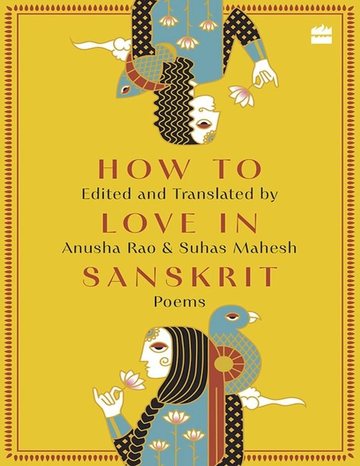 HOW TO
Edited and Translated by
LOVE IN
Anusha Rao & Suhas Mahesh
SANSKRIT
Poems